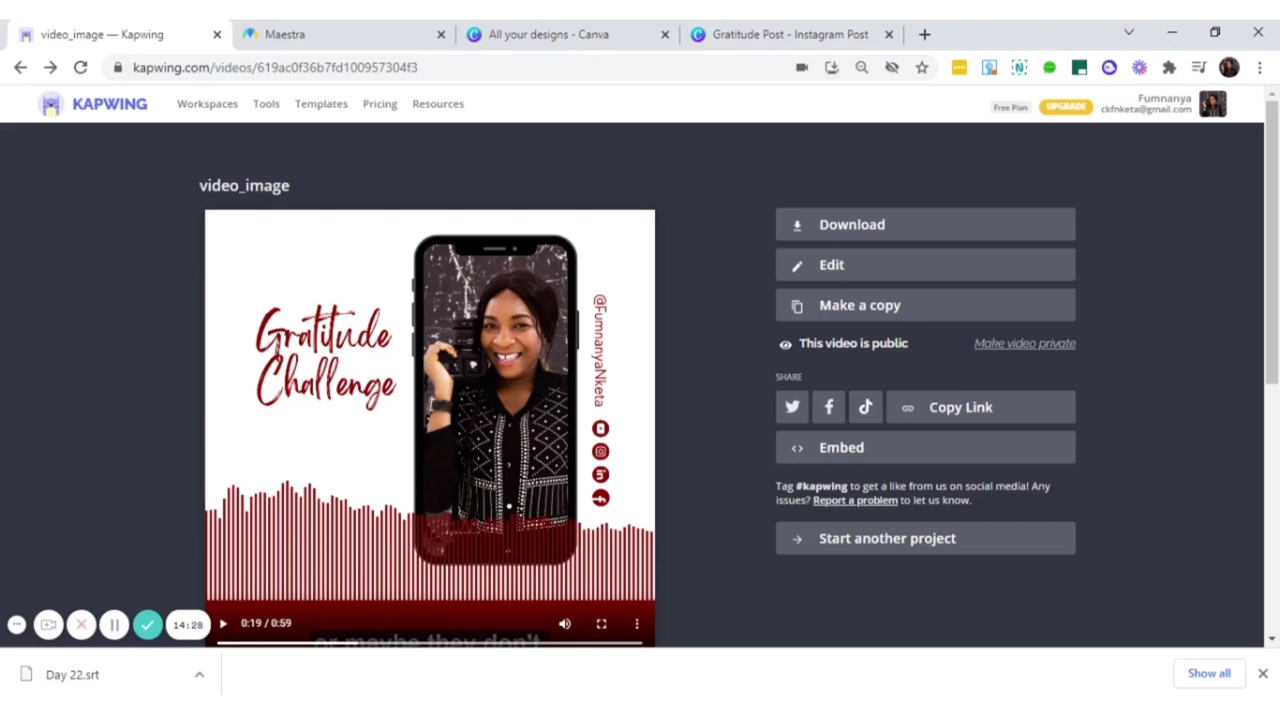 video_image — Kapwing
Maestra
All your designs - Canva
Gratitude Post - Instagram Post
kapwing.com/videos/619ac0f36b7fd100957304f3
KAPWING
Workspaces
Tools
Templates
Pricing
Resources
Free Plan
UPGRADE
Fumnanya
ckfnketa@gmail.com
video_image
Gratitude
Challenge
@FumnanyaNketa
or maybe they don't
0:19 / 0:59
Download
Edit
Make a copy
This video is public
Make video private
SHARE
Copy Link
Embed
Tag #kapwing to get a like from us on social media! Any
issues? Report a problem to let us know.
Start another project
14:28
Day 22.srt
Show all